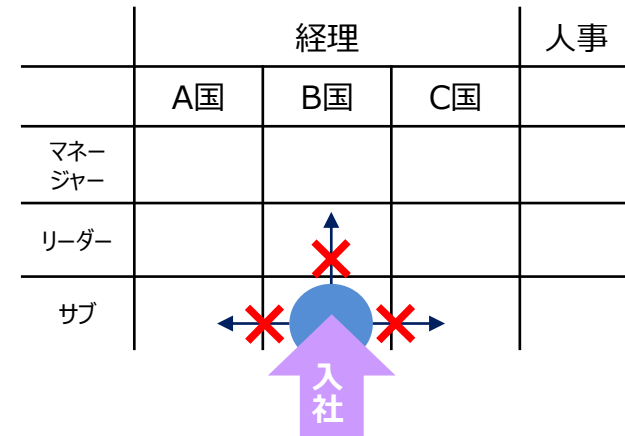 経理 人事
A国 B国 C国
マネー
ジャー
リーダー
サブ
入
社